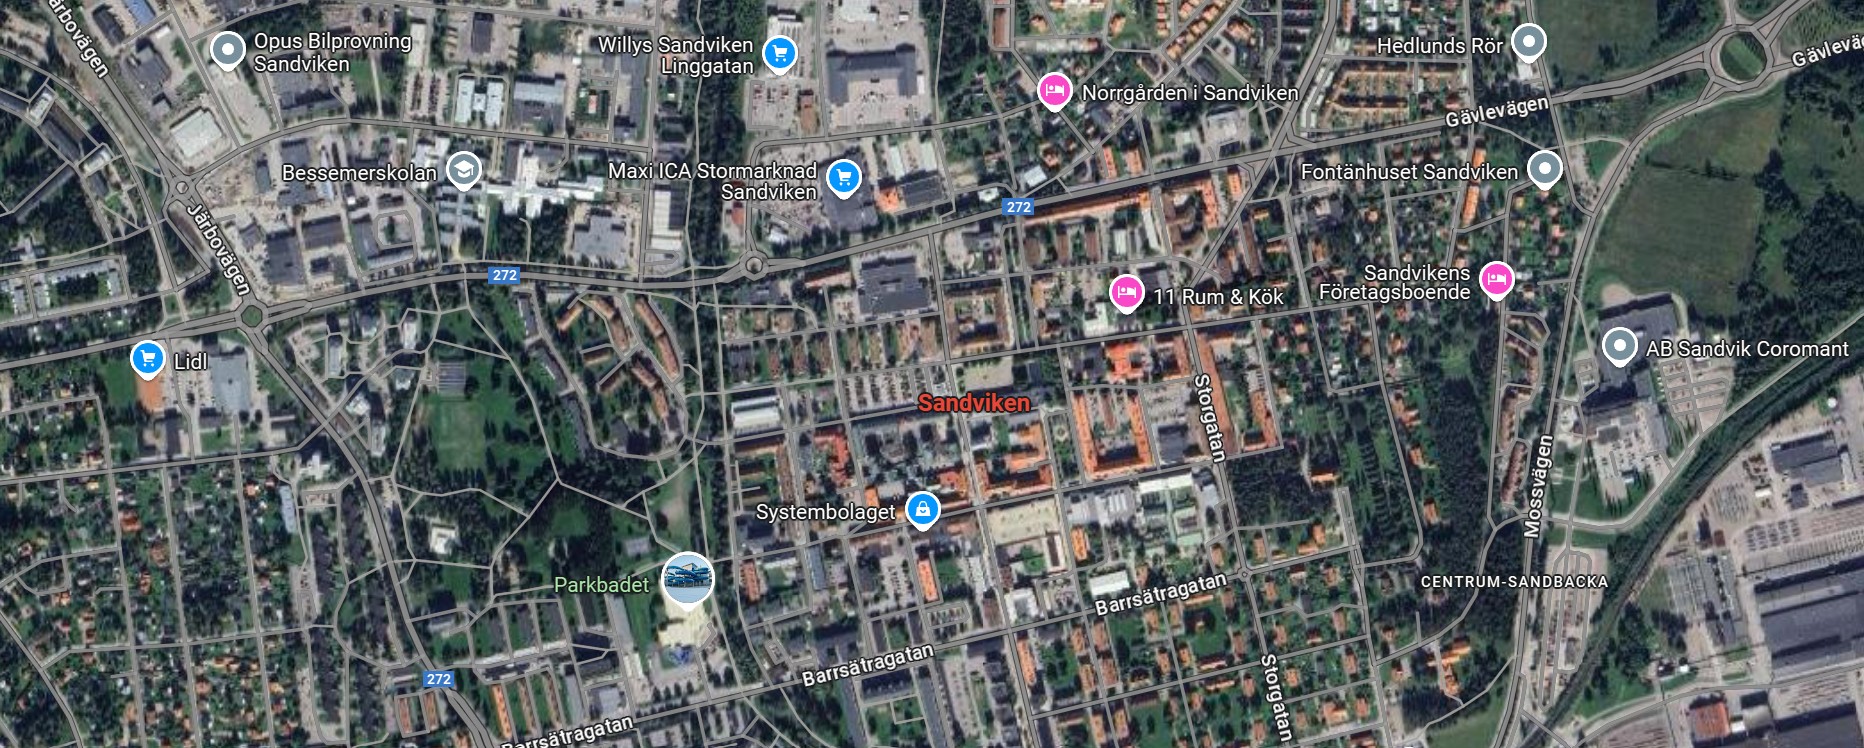 Järbovägen
Opus Bilprovning
Sandviken
Willys Sandviken
Linggatan
Hedlunds Rör
Gävlevä
Norrgården i Sandviken
Gävlevägen
Bessemerskolan
Maxi ICA Stormarknad
Sandviken
Fontänhuset Sandviken
272
Järbovägen
272
Sandvikens
Företagsboende
11 Rum & Kök
Lidl
AB Sandvik Coromant
Sandviken
Storgatan
Mossvägen
Systembolaget
Parkbadet
CENTRUM-SANDBACKA
Barrsätragatan
Barrsätragatan
272
Storgatan
Barrsätragatan